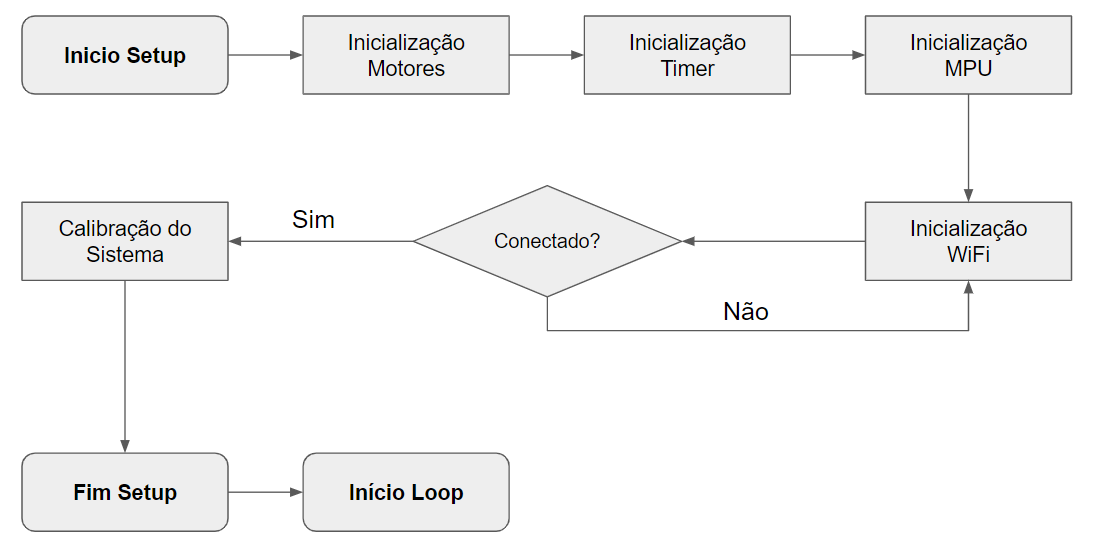 Inicio Setup
Inicialização
Motores
Inicialização
Timer
Inicialização
MPU
Inicialização
WiFi
Conectado?
Sim
Não
Calibração do
Sistema
Fim Setup
Início Loop